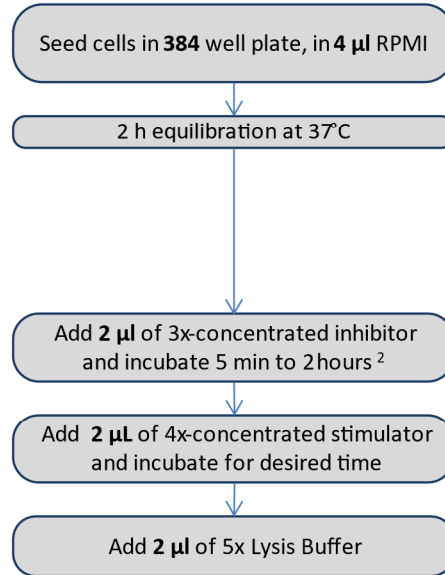 Seed cells in 384 well plate, in 4 µl RPMI
2 h equilibration at 37°C
Add 2 µl of 3x-concentrated inhibitor
and incubate 5 min to 2hours ²
Add 2 µL of 4x-concentrated stimulator
and incubate for desired time
Add 2 µl of 5x Lysis Buffer